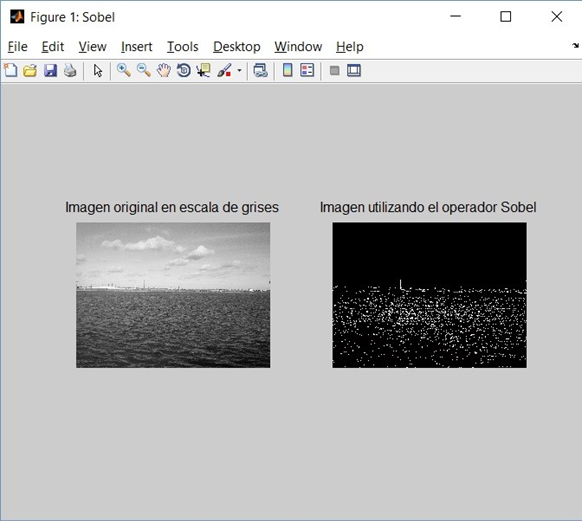 Figure 1: Sobel
File Edit View Insert Tools Desktop Window Help
Imagen original en escala de grises
Imagen utilizando el operador Sobel